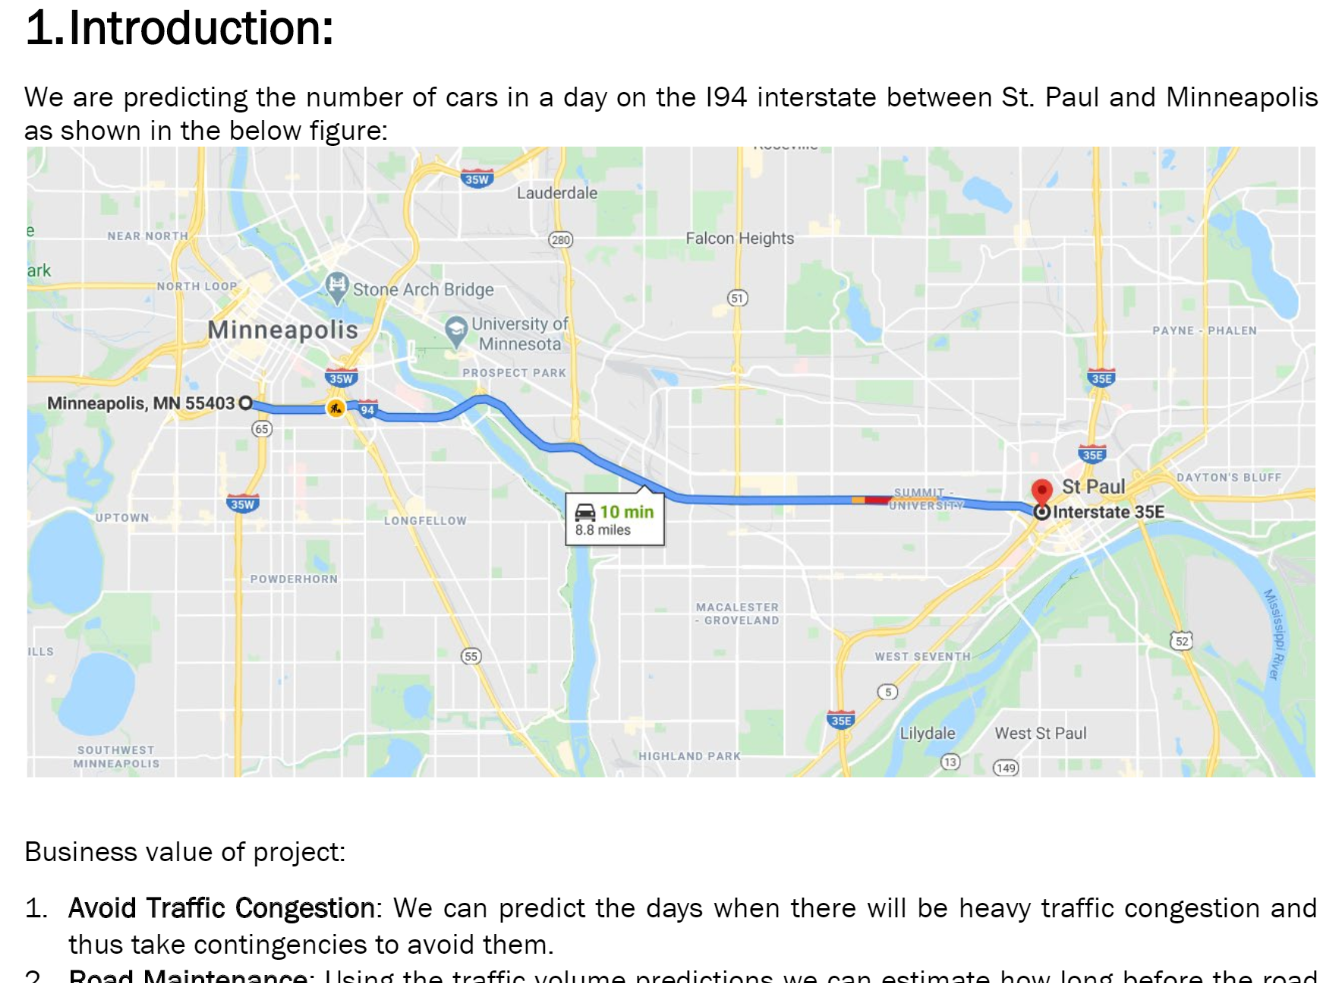 1.Introduction:
We are predicting the number of cars in a day on the I94 interstate between St. Paul and Minneapolis
as shown in the below figure:
Roseville
35W
Lauderdale
e
NEAR NORTH
280
Falcon Heights
ark
NORTH LOOP
Stone Arch Bridge
51
Minneapolis
University of
Minnesota
PAYNE - PHALEN
PROSPECT PARK
35W
35E
Minneapolis, MN 55403
94
65
35E
DAYTON'S BLUFF
St Paul
SUMMIT -
UNIVERSITY
35W
10 min
8.8 miles
Interstate 35E
UPTOWN
LONGFELLOW
POWDERHORN
MACALESTER
- GROVELAND
Mississippi River
52
ILLS
55
WEST SEVENTH
5
35E
Lilydale
West St Paul
SOUTHWEST
MINNEAPOLIS
HIGHLAND PARK
13
149
Business value of project:
1. Avoid Traffic Congestion: We can predict the days when there will be heavy traffic congestion and
thus take contingencies to avoid them.
2. Road Maintenance: Using the traffic volume predictions we can estimate how long before the road